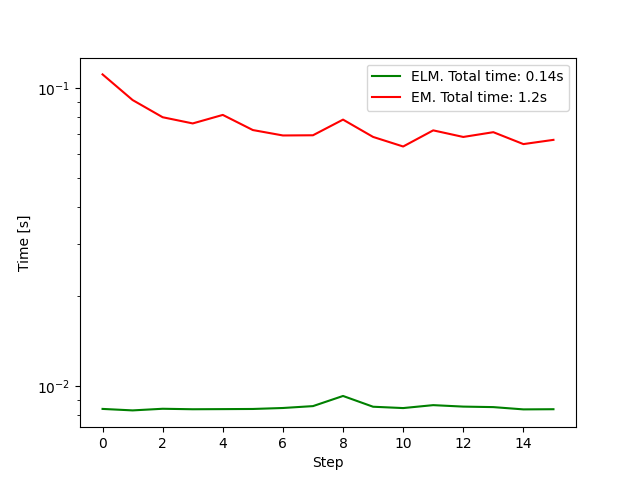 ELM. Total time: 0.14s
EM. Total time: 1.2s
10⁻¹
10⁻²
Time [s]
0 2 4 6 8 10 12 14
Step